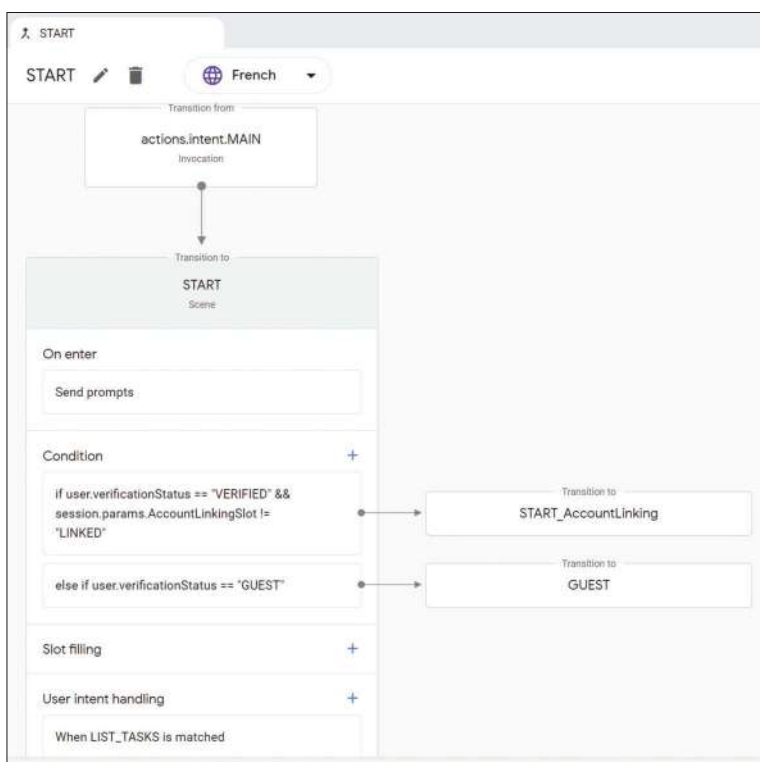 START
START
French
Transition from
actions.intent.MAIN
Invocation
Transition to
START
Scene
On enter
Send prompts
Condition
if user.verificationStatus == "VERIFIED" &&
session.params.AccountLinkingSlot !=
"LINKED"
Transition to
START_AccountLinking
else if user.verificationStatus == "GUEST"
Transition to
GUEST
Slot filling
User intent handling
When LIST_TASKS is matched